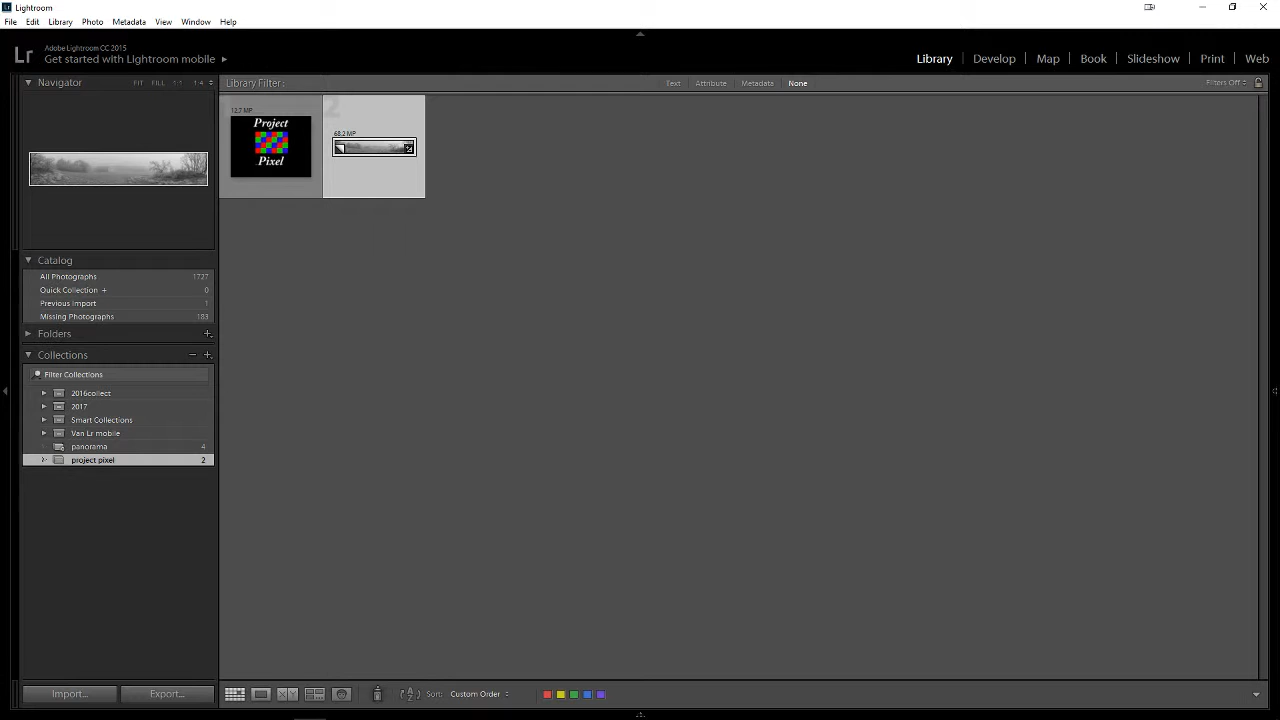 Lightroom
File Edit Library Photo Metadata View Window Help
Lr
Adobe Lightroom CC 2015
Get started with Lightroom mobile
Library Develop Map Book Slideshow Print Web
Navigator FIT FILL 1:1 1:4
Library Filter :
Text Attribute Metadata None
Filters Off
12.7 MP
Project
Pixel
2
68.2 MP
2
Catalog
All Photographs 1727
Quick Collection + 0
Previous Import 1
Missing Photographs 183
Folders
Collections
Filter Collections
2016collect
2017
Smart Collections
Van Lr mobile
panorama 4
project pixel 2
Import...
Export...
Sort: Custom Order